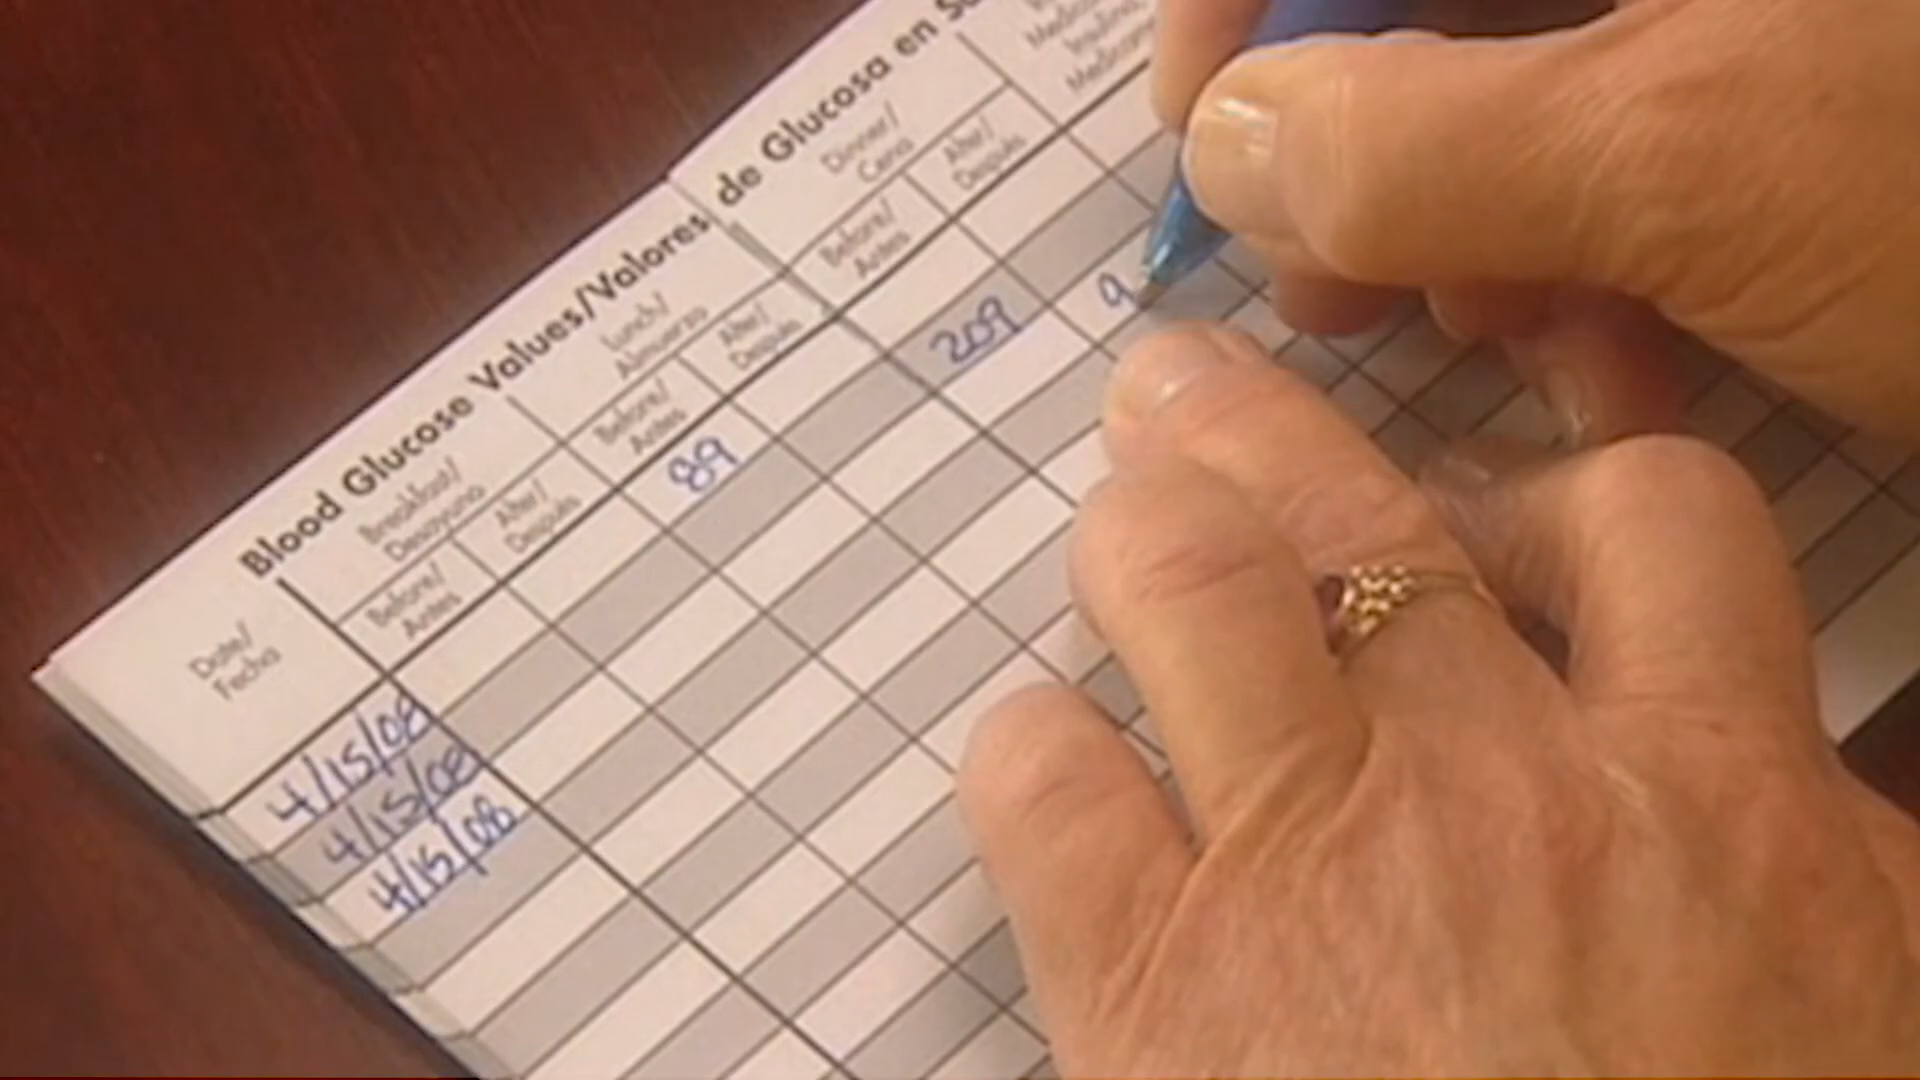 Blood Glucose Values/Valores de Glucosa en
Date/
Fecha
Breakfast/
Desayuno
Before/
Antes
After/
Después
Lunch/
Almuerzo
Before/
Antes
After/
Después
Dinner/
Cena
Before/
Antes
After/
Después
Insulina,
4/15/08
89
4/15/08
209
4/15/08
9